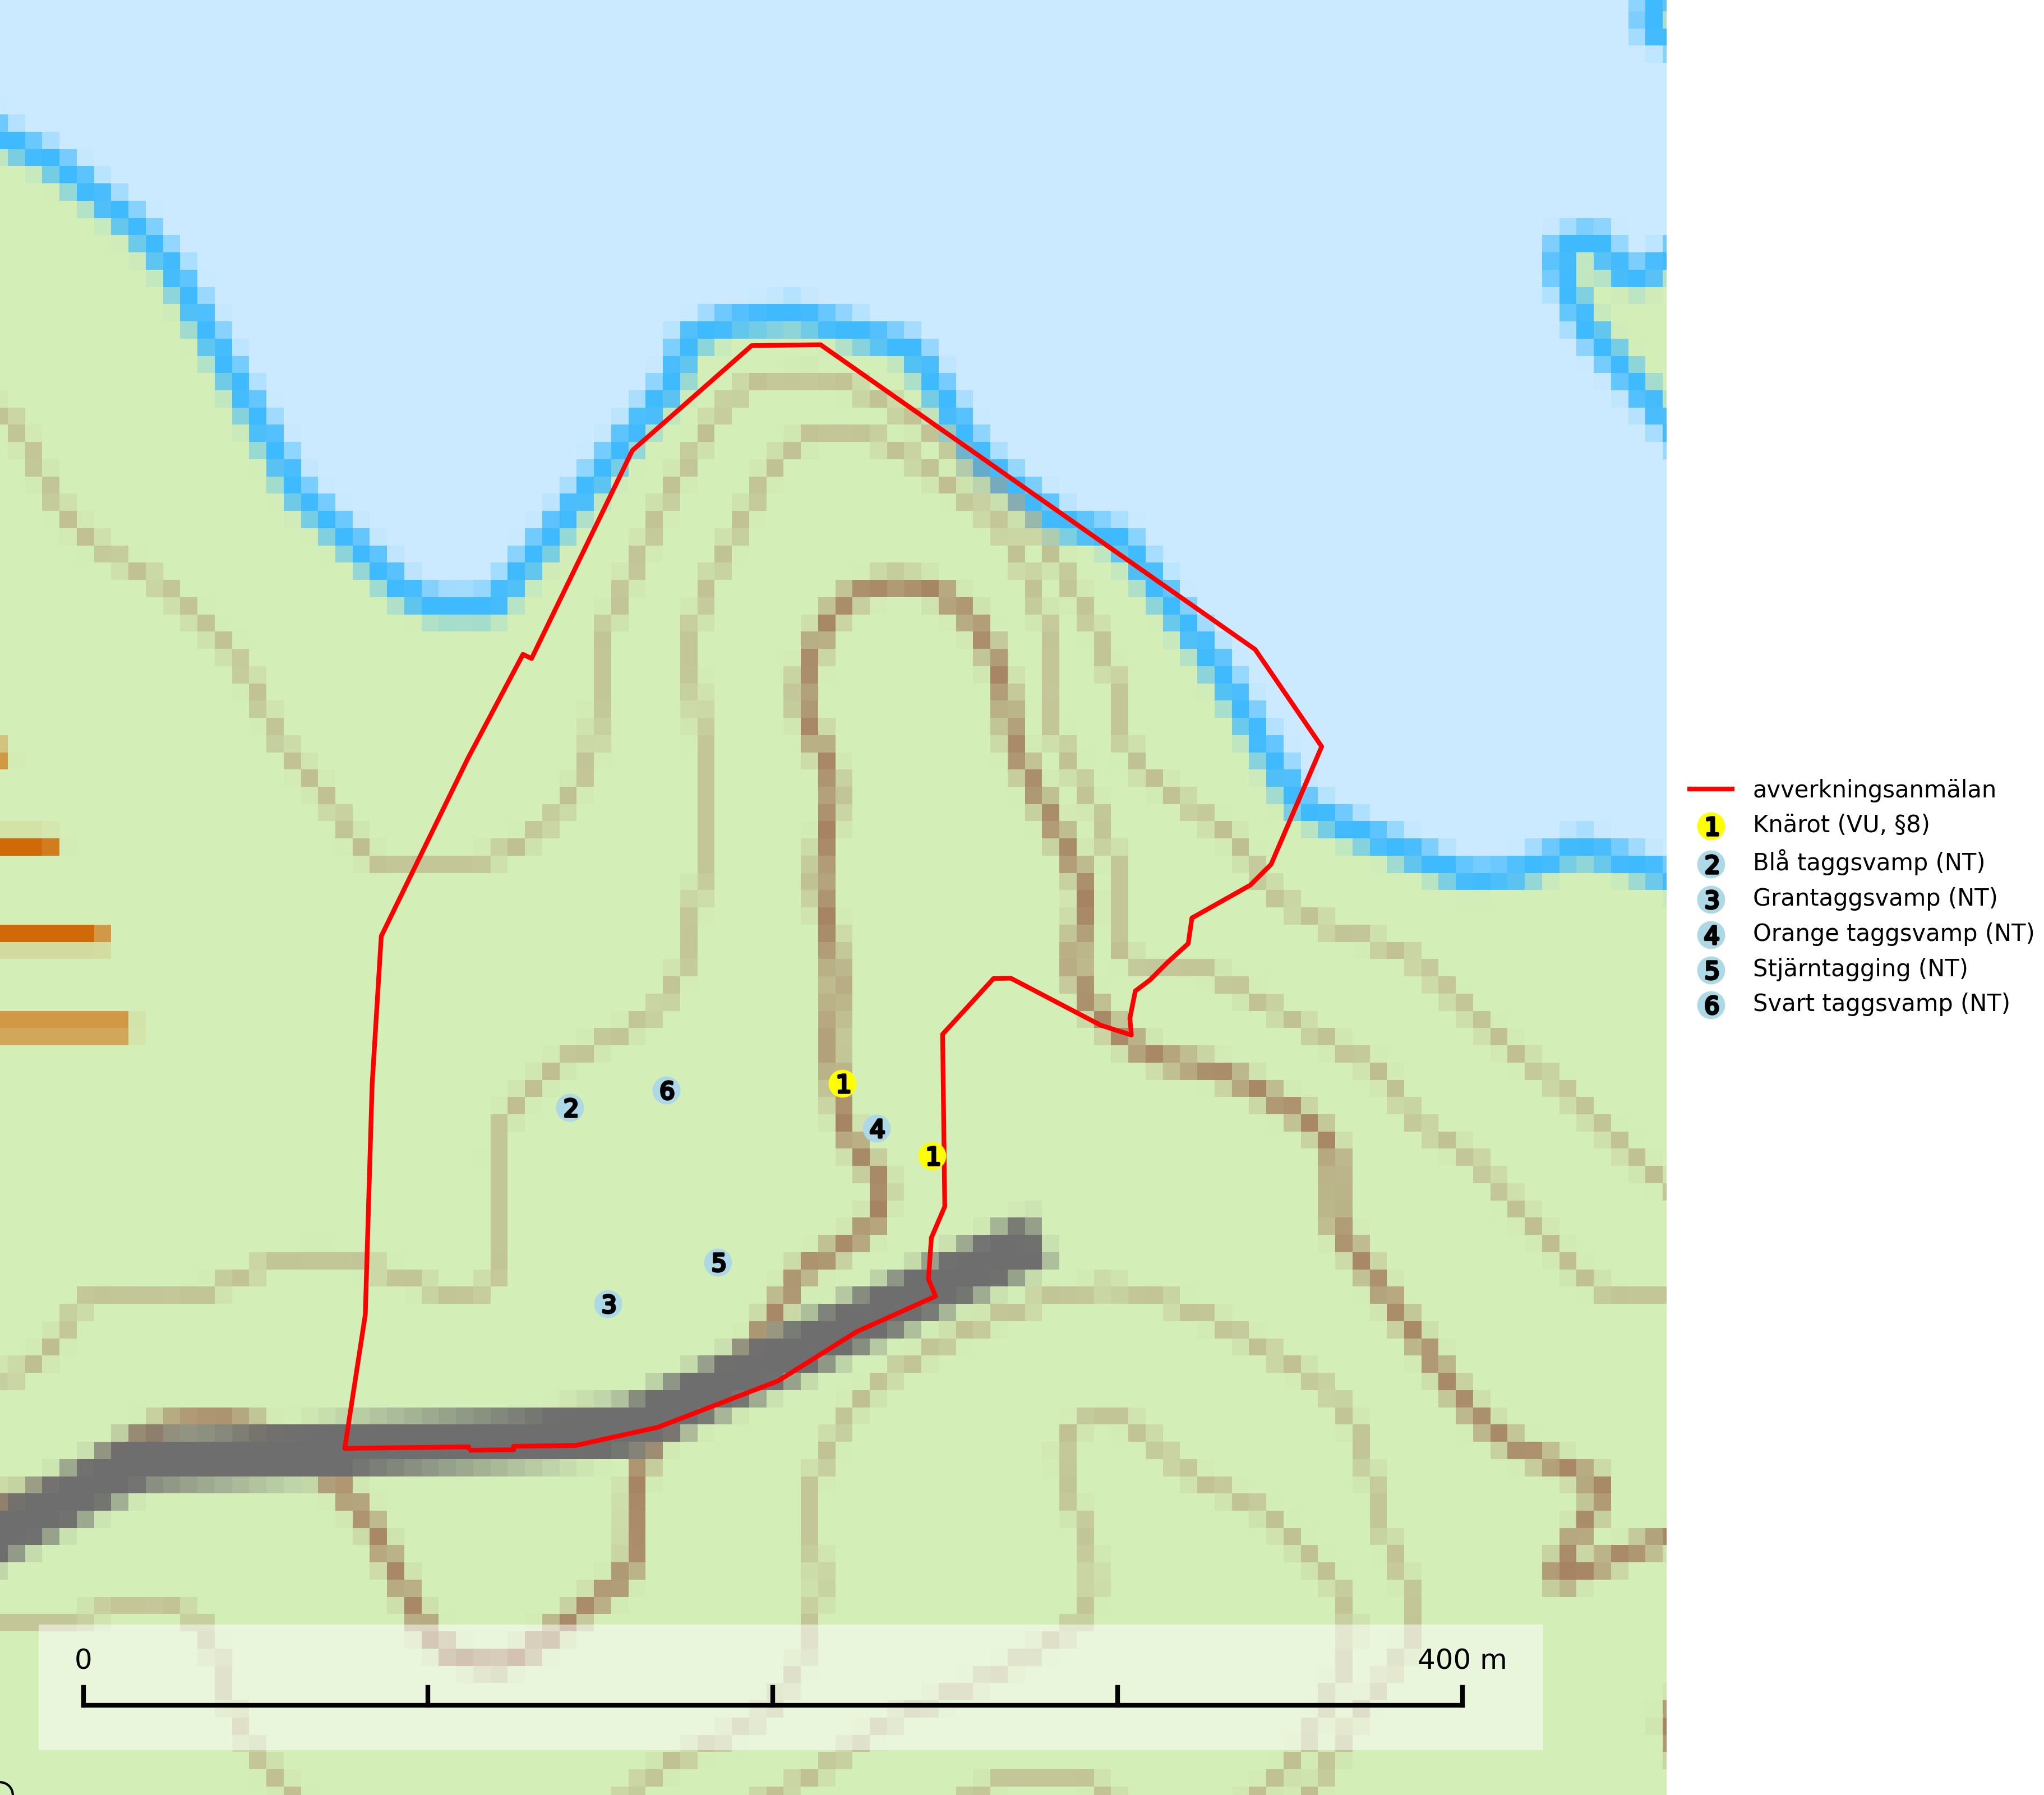 avverkningsanmälan
1 Knärot (VU, §8)
2 Blå taggsvamp (NT)
3 Grantaggsvamp (NT)
4 Orange taggsvamp (NT)
5 Stjärntagging (NT)
6 Svart taggsvamp (NT)
1
6
2
4
1
5
3
0 400 m